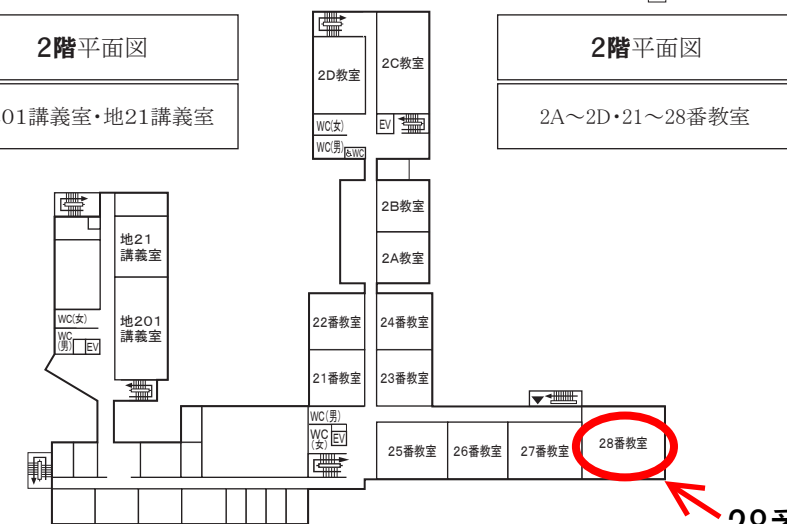 2階平面図
01講義室・地21講義室
2階平面図
2A～2D・21～28番教室
2D教室
2C教室
WC(女)
EV
WC(男)
WC
2B教室
2A教室
地21
講義室
地201
講義室
WC(女)
WC
(男)
EV
22番教室
24番教室
21番教室
23番教室
WC(男)
WC
(女)
EV
25番教室
26番教室
27番教室
28番教室